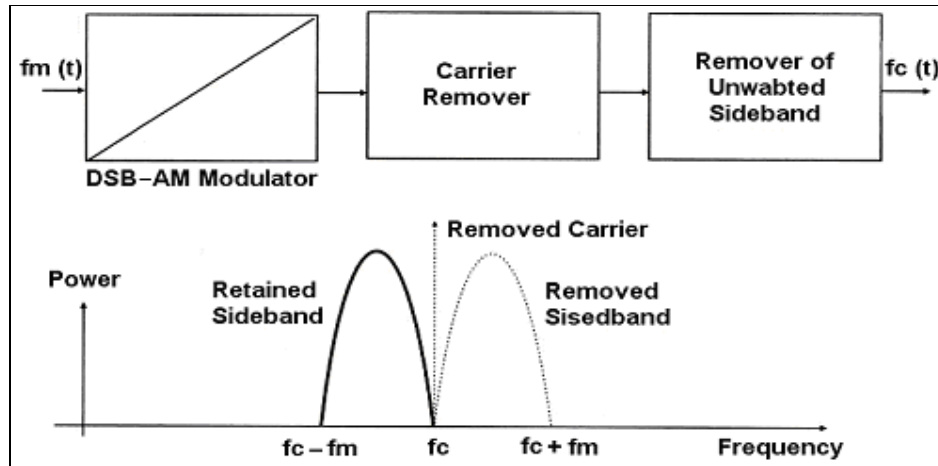 fm (t)
Carrier
Remover
Remover of
Unwabted
Sideband
fc (t)
DSB-AM Modulator
Removed Carrier
Power
Retained
Sideband
Removed
Sisedband
fc-fm
fc
fc+fm
Frequency